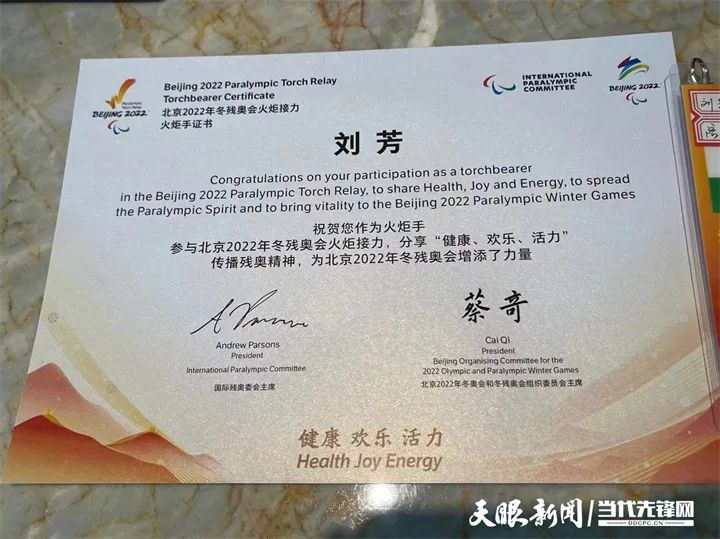 Beijing 2022 Paralympic Torch Relay
Torchbearer Certificate
北京2022年冬残奥会火炬接力
火炬手证书
Paralympic
Torch Relay
BEIJING 2022
INTERNATIONAL
PARALYMPIC
COMMITTEE
BEIJING 2022
刘芳
Congratulations on your participation as a torchbearer
in the Beijing 2022 Paralympic Torch Relay, to share Health, Joy and Energy, to spread
the Paralympic Spirit and to bring vitality to the Beijing 2022 Paralympic Winter Games
祝贺您作为火炬手
参与北京2022年冬残奥会火炬接力，分享“健康、欢乐、活力”
传播残奥精神，为北京2022年冬残奥会增添了力量
蔡奇
Andrew Parsons
President
International Paralympic Committee
国际残奥委会主席
Cai Qi
President
Beijing Organising Committee for the
2022 Olympic and Paralympic Winter Games
北京2022年冬奥会和冬残奥会组织委员会主席
健康 欢乐 活力
Health Joy Energy
刘
天眼新闻
当代先锋网
DDCPC.CN